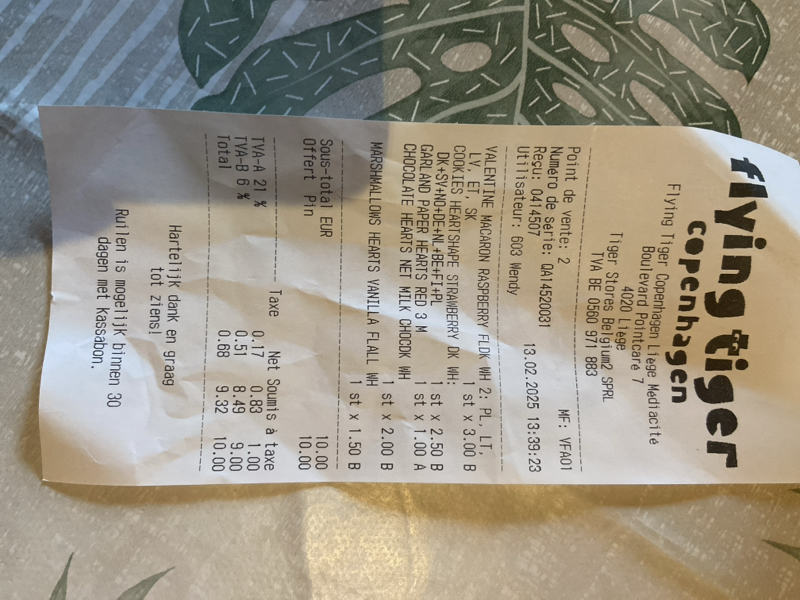 flying tiger
copenhagen
Flying Tiger Copenhagen Liège Médiacité
Boulevard Pointcaré 7
4020 Liège
Tiger Stores Belgium2 SPRL
TVA BE 0560 971 883
Point de vente: 2 MF: VFA01
Numéro de série: QA14520031
Reçu: 0414507 13.02.2025 13:39:23
Utilisateur: 603 Wendy
VALENTINE MACARON RASPBERRY FLDK WH 2: PL, LT,
LV, ET, SK 1 st x 3.00 B
COOKIES HEARTSHAPE STRAWBERRY DK WH:
DK+SV+NO+DE+NL+BE+FI+PL 1 st x 2.50 B
GARLAND PAPER HEARTS RED 3 M 1 st x 1.00 A
CHOCOLATE HEARTS NET MILK CHOCDK WH
1 st x 2.00 B
MARSHMALLOWS HEARTS VANILLA FLALL WH
1 st x 1.50 B
Sous-total EUR 10.00
Offert Pin 10.00
Taxe Net Soumis à taxe
TVA-A 21 % 0.17 0.83 1.00
TVA-B 6 % 0.51 8.49 9.00
Total 0.68 9.32 10.00
Hartelijk dank en graag
tot ziens!
Ruilen is mogelijk binnen 30
dagen met kassabon.